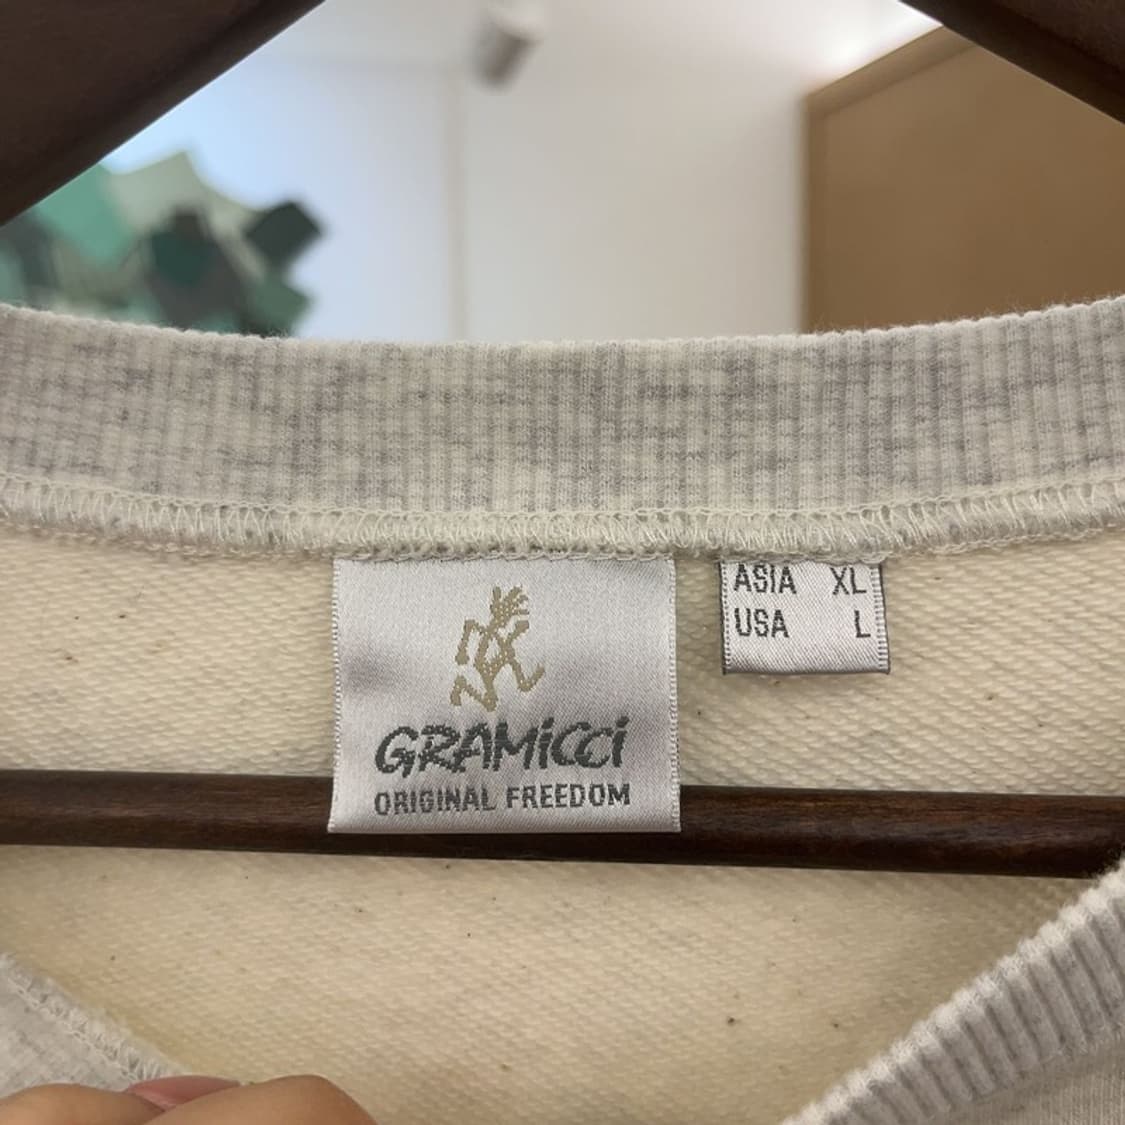 GRAMiCCi
ORIGINAL FREEDOM
ASIA XL
USA L